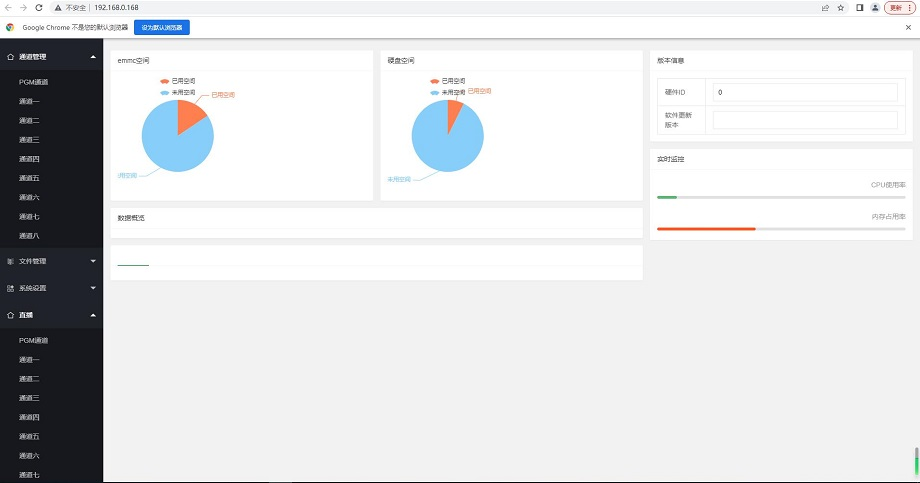 不安全
192.168.0.168
更新
Google Chrome 不是您的默认浏览器
设为默认浏览器
通道管理
PGM通道
通道一
通道二
通道三
通道四
通道五
通道六
通道七
通道八
文件管理
系统设置
直播
PGM通道
通道一
通道二
通道三
通道四
通道五
通道六
通道七
emmc空间
已用空间
未用空间
已用空间
用空间
硬盘空间
已用空间
未用空间
已用空间
未用空间
数据概览
版本信息
硬件ID
0
软件更新
版本
实时监控
CPU使用率
内存占用率